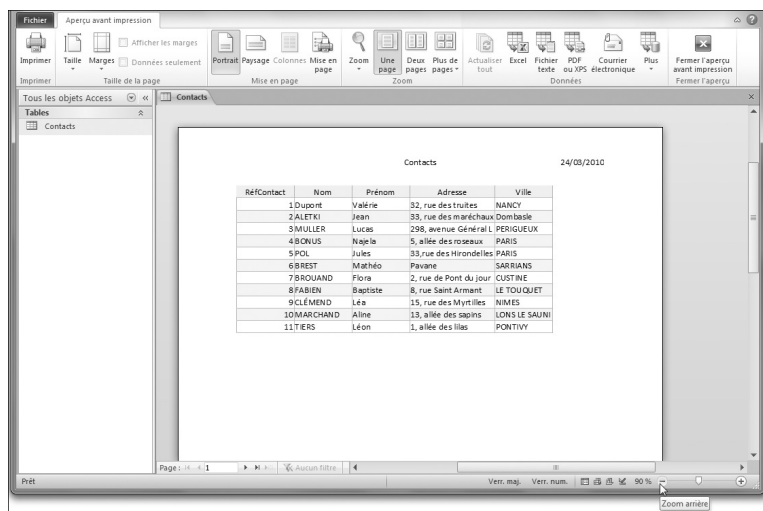 Fichier Aperçu avant impression
Imprimer Taille Marges Afficher les marges Données seulement Portrait Paysage Colonnes Mise en page Zoom Une page Deux pages Plus de pages Actualiser tout Excel Fichier texte PDF ou XPS Courrier électronique Plus Fermer l'aperçu avant impression
Imprimer Taille de la page Mise en page Zoom Données Fermer l'aperçu
Tous les objets Access Contacts
Tables
Contacts
Contacts 24/03/2010
RéfContact Nom Prénom Adresse Ville
1 Dupont Valérie 32, rue des truites NANCY
2 ALETKI Jean 33, rue des maréchaux Dombasle
3 MULLER Lucas 298, avenue Général L PERIGUEUX
4 BONUS Najela 5, allée des roseaux PARIS
5 POL Jules 33,rue des Hirondelles PARIS
6 BREST Mathéo Pavane SARRIANS
7 BROUAND Flora 2, rue de Pont du jour CUSTINE
8 FABIEN Baptiste 8, rue Saint Armant LE TOUQUET
9 CLÉMEND Léa 15, rue des Myrtilles NIMES
10 MARCHAND Aline 13, allée des sapins LONS LE SAUNI
11 TIERS Léon 1, allée des lilas PONTIVY
Page : 1 Aucun filtre
Prêt Verr. maj. Verr. num. 90 %
Zoom arrière